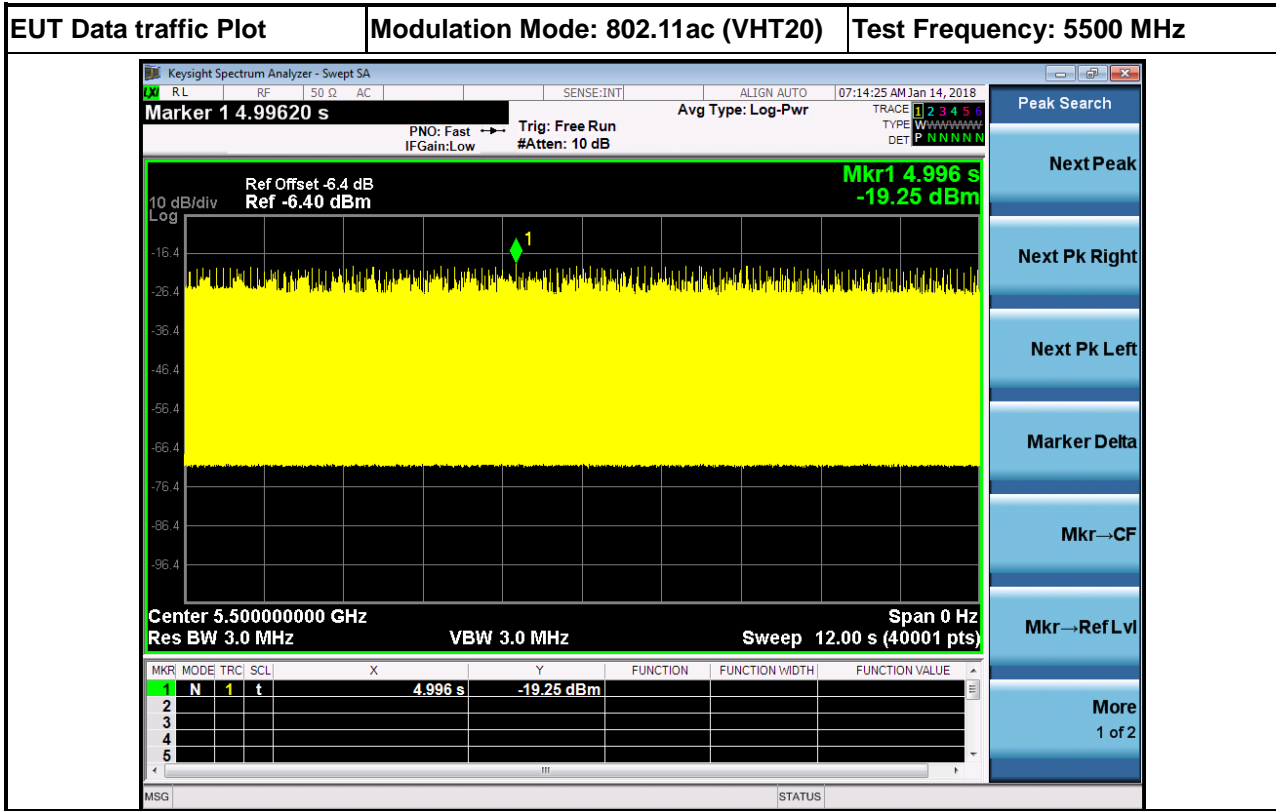 EUT Data traffic Plot Modulation Mode: 802.11ac (VHT20) Test Frequency: 5500 MHz
Keysight Spectrum Analyzer - Swept SA
LXI RL RF 50 Ω AC SENSE:INT ALIGN AUTO 07:14:25 AM Jan 14, 2018
Marker 1 4.99620 s
PNO: Fast
IFGain:Low
Trig: Free Run
#Atten: 10 dB
Avg Type: Log-Pwr
TRACE 1 2 3 4 5 6
TYPE WWWWWW
DET P N N N N N
Peak Search
Next Peak
Next Pk Right
Next Pk Left
Marker Delta
Mkr→CF
Mkr→Ref Lvl
More
1 of 2
Ref Offset -6.4 dB
10 dB/div Ref -6.40 dBm
Log
Mkr1 4.996 s
-19.25 dBm
1
-16.4
-26.4
-36.4
-46.4
-56.4
-66.4
-76.4
-86.4
-96.4
Center 5.500000000 GHz Span 0 Hz
Res BW 3.0 MHz VBW 3.0 MHz Sweep 12.00 s (40001 pts)
MKR MODE TRC SCL X Y FUNCTION FUNCTION WIDTH FUNCTION VALUE
1 N 1 t 4.996 s -19.25 dBm
2
3
4
5
MSG STATUS